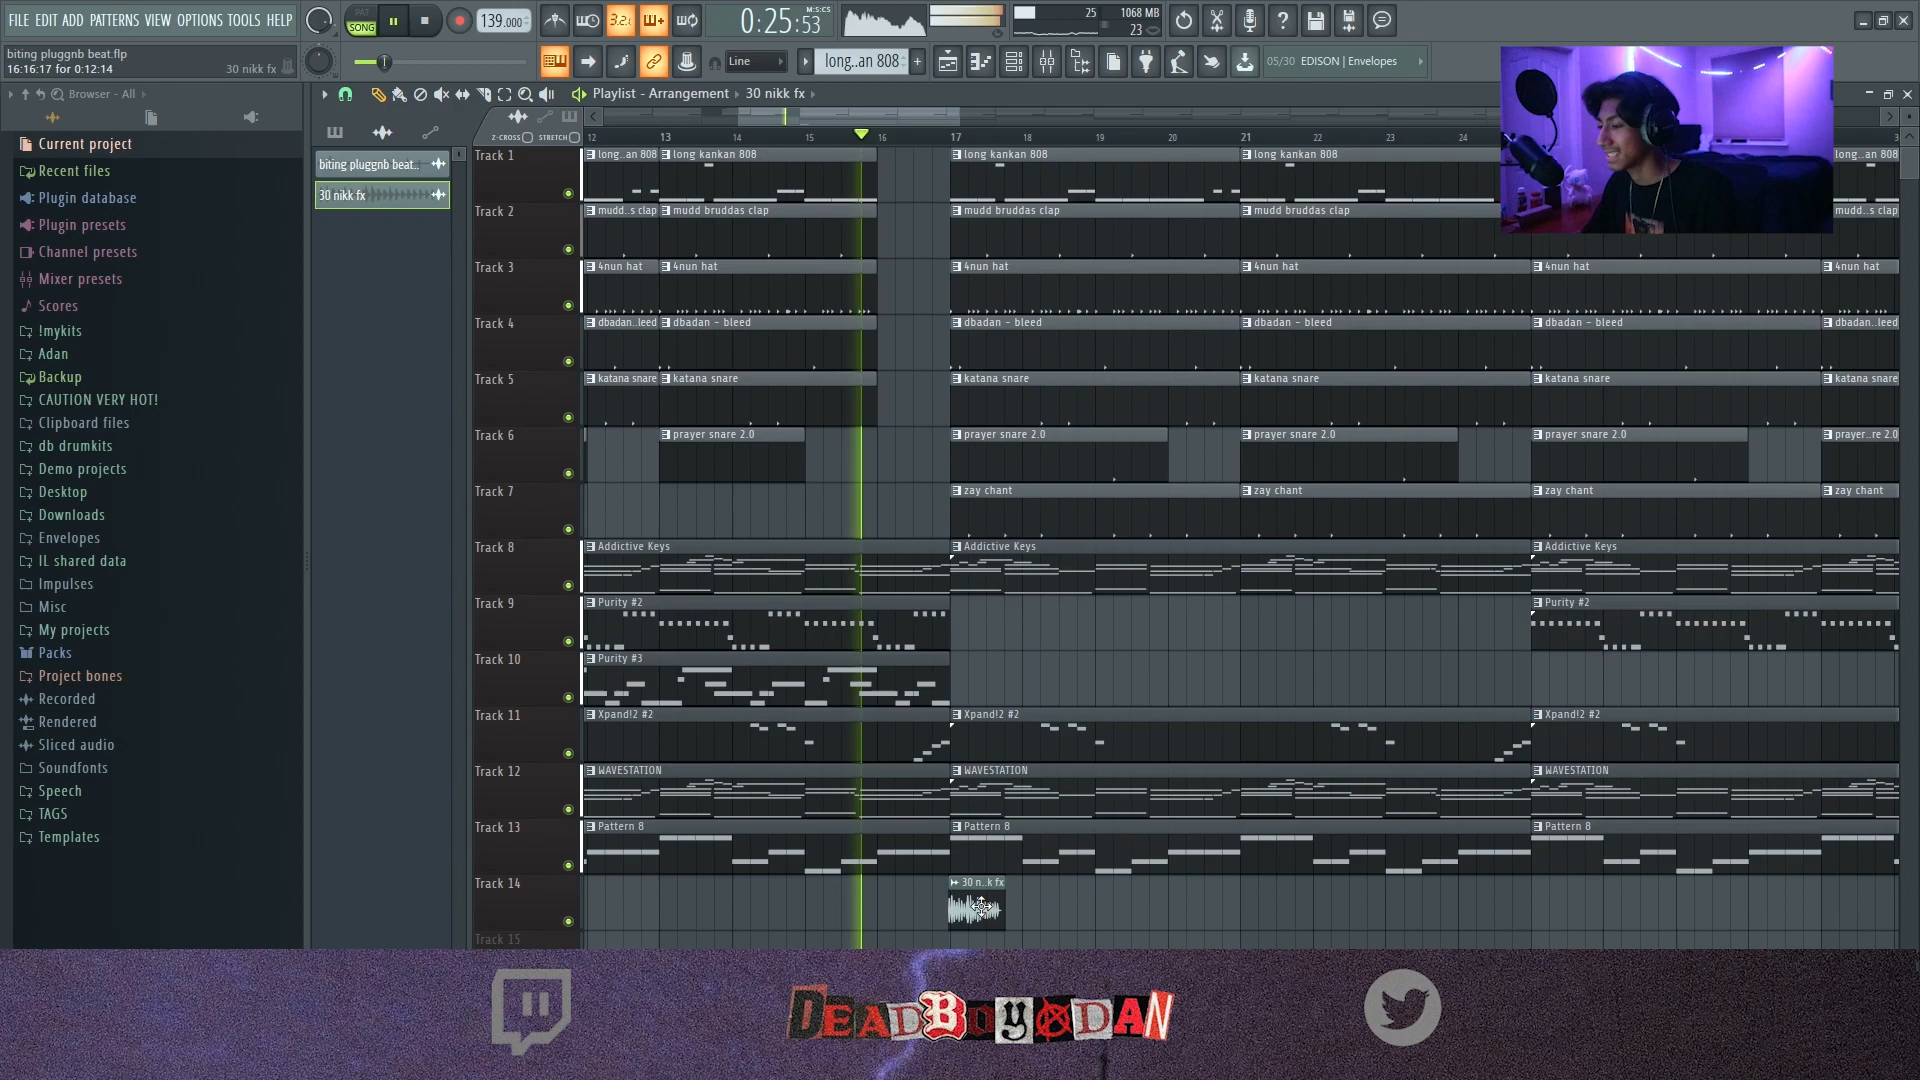 FILE EDIT ADD PATTERNS VIEW OPTIONS TOOLS HELP
PAT
SONG
139.000
3.2.
0:25:53
M:S:CS
25
1068 MB
23
biting pluggnb beat.flp
16:16:17 for 0:12:14
30 nikk fx
Line
long..an 808
05/30 EDISON | Envelopes
Browser - All
Playlist - Arrangement
30 nikk fx
Z-CROSS
STRETCH
12 13 14 15 16 17 18 19 20 21 22 23 24
Current project
Recent files
Plugin database
Plugin presets
Channel presets
Mixer presets
Scores
!mykits
Adan
Backup
CAUTION VERY HOT!
Clipboard files
db drumkits
Demo projects
Desktop
Downloads
Envelopes
IL shared data
Impulses
Misc
My projects
Packs
Project bones
Recorded
Rendered
Sliced audio
Soundfonts
Speech
TAGS
Templates
biting pluggnb beat..
30 nikk fx
Track 1
long..an 808
long kankan 808
long kankan 808
long kankan 808
long..an 808
Track 2
mudd..s clap
mudd bruddas clap
mudd bruddas clap
mudd bruddas clap
mudd..s clap
Track 3
4nun hat
4nun hat
4nun hat
4nun hat
4nun hat
4nun hat
Track 4
dbadan..leed
dbadan - bleed
dbadan - bleed
dbadan - bleed
dbadan - bleed
dbadan..leed
Track 5
katana snare
katana snare
katana snare
katana snare
katana snare
katana snare
Track 6
prayer snare 2.0
prayer snare 2.0
prayer snare 2.0
prayer snare 2.0
prayer..re 2.0
Track 7
zay chant
zay chant
zay chant
zay chant
Track 8
Addictive Keys
Addictive Keys
Addictive Keys
Track 9
Purity #2
Purity #2
Track 10
Purity #3
Track 11
Xpand!2 #2
Xpand!2 #2
Xpand!2 #2
Track 12
WAVESTATION
WAVESTATION
WAVESTATION
Track 13
Pattern 8
Pattern 8
Pattern 8
Track 14
30 n..k fx
Track 15
DEADBOYADAN